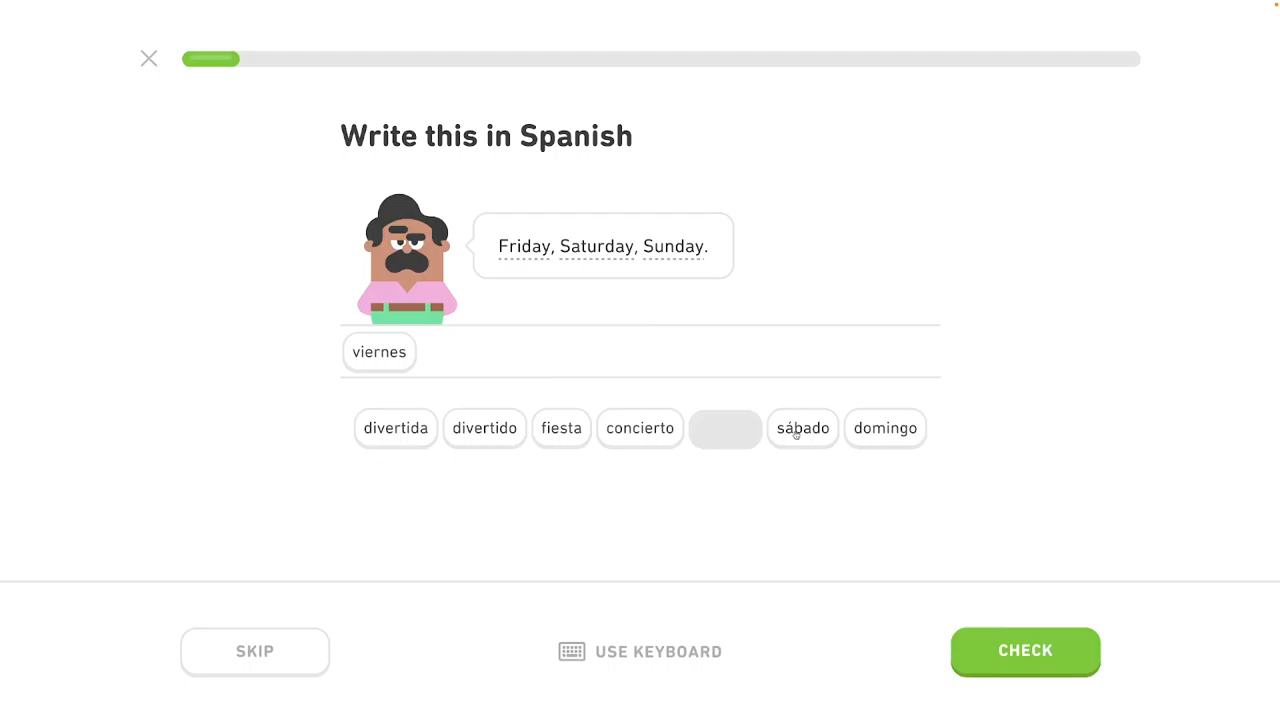 Write this in Spanish
Friday, Saturday, Sunday.
viernes
divertida divertido fiesta concierto sábado domingo
SKIP USE KEYBOARD CHECK